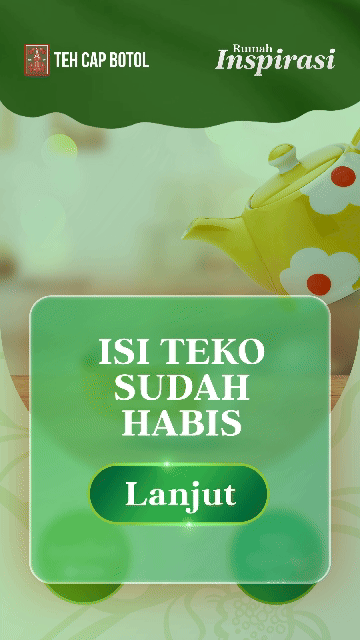 TEH CAP BOTOL
Rumah
Inspirasi
ISI TEKO
SUDAH
HABIS
Lanjut